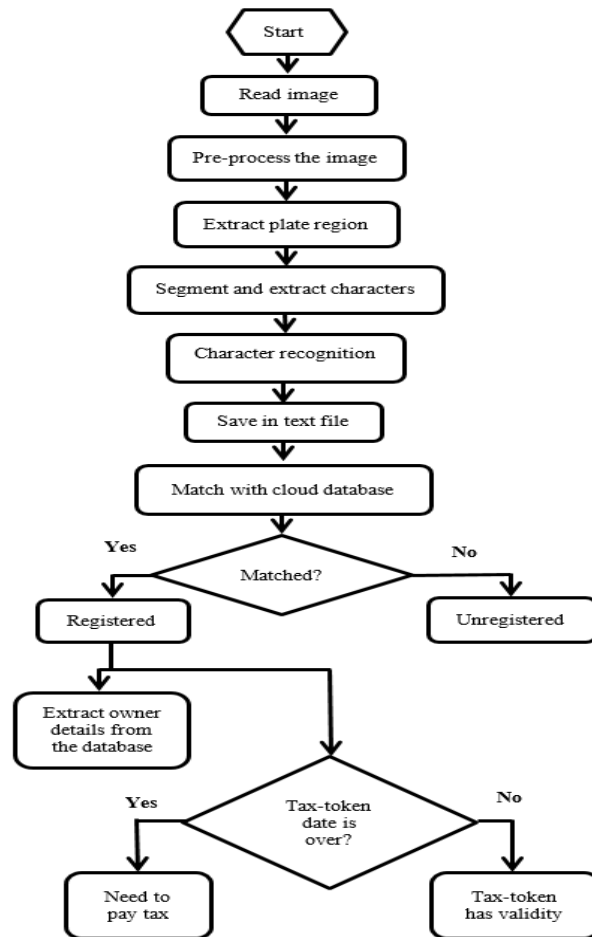 Start
Read image
Pre-process the image
Extract plate region
Segment and extract characters
Character recognition
Save in text file
Match with cloud database
Yes
No
Matched?
Registered
Unregistered
Extract owner
details from
the database
Yes
No
Tax-token
date is
over?
Need to
pay tax
Tax-token
has validity